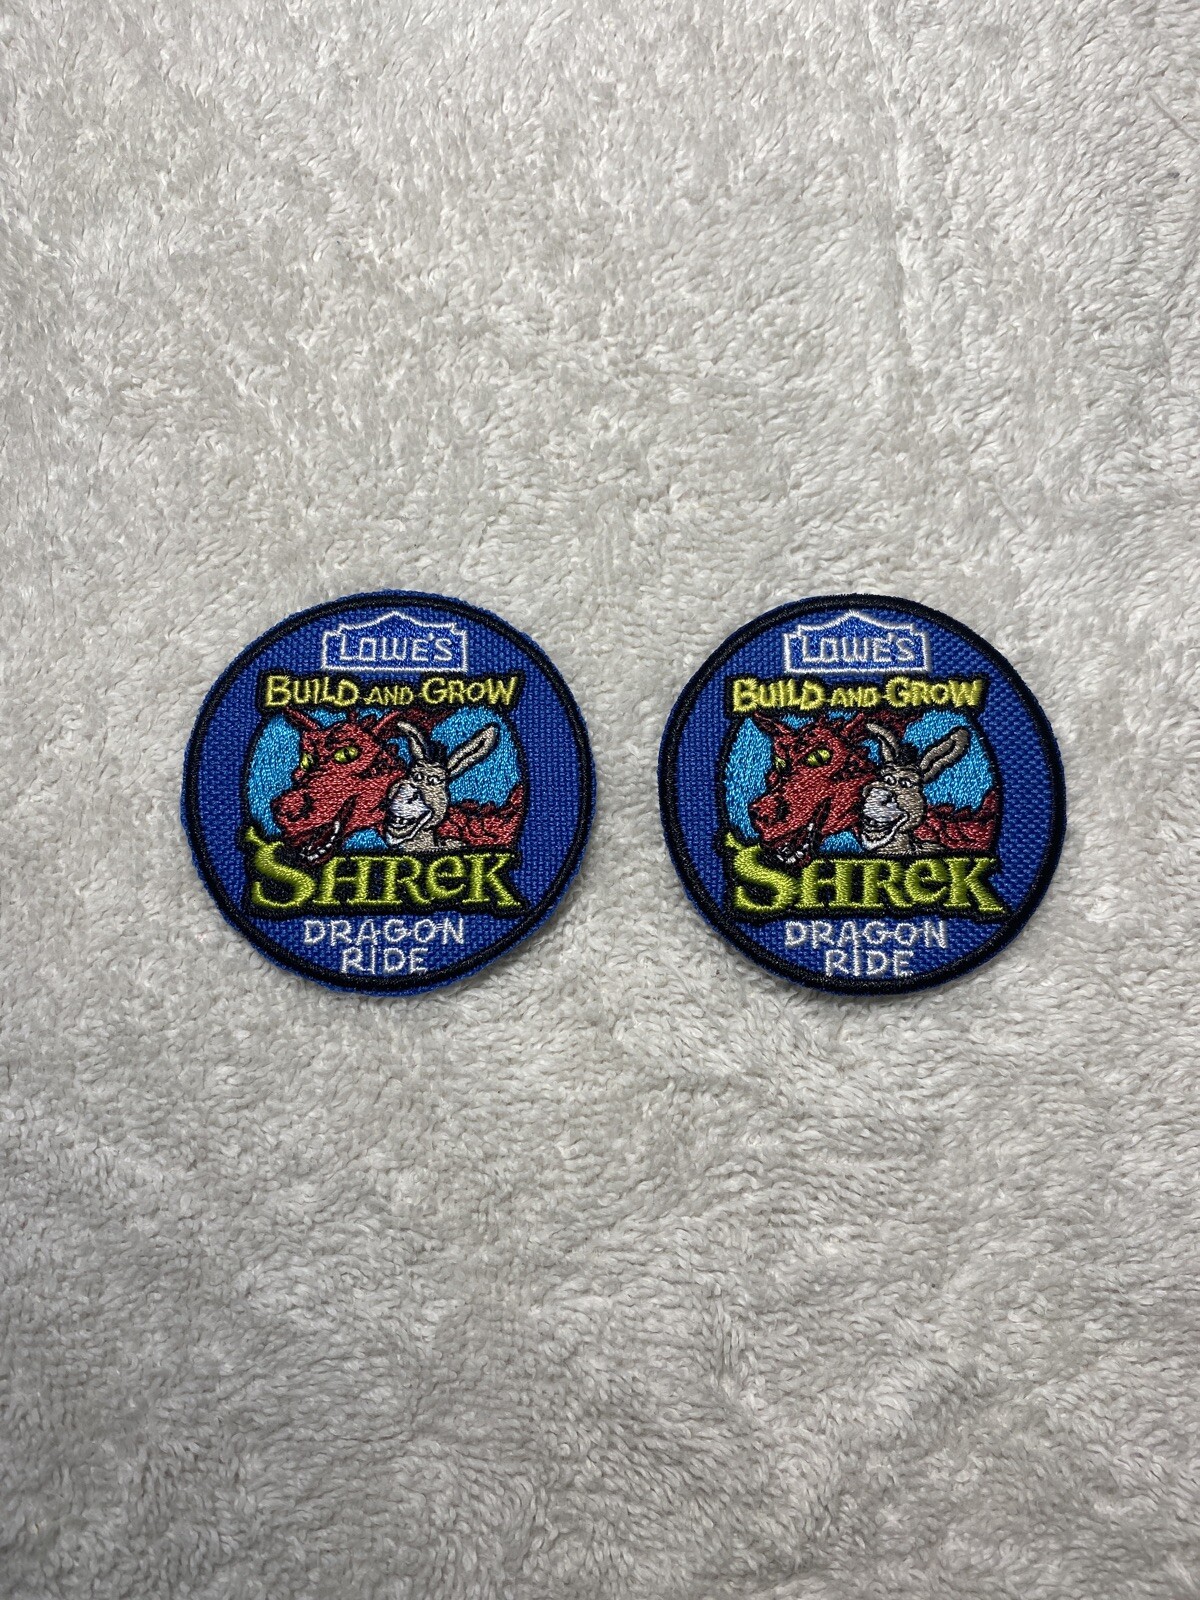 LOWE'S
BUILD AND GROW
SHREK
DRAGON
RIDE
LOWE'S
BUILD AND GROW
SHREK
DRAGON
RIDE